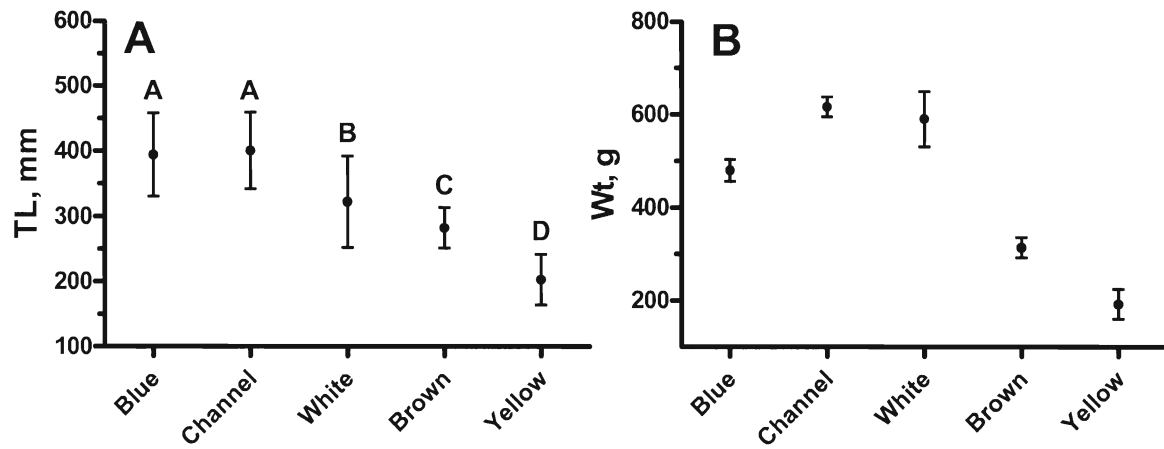 A
600
500
400
300
200
100
TL, mm
A
A
B
C
D
Blue
Channel
White
Brown
Yellow
B
800
600
400
200
Wt, g
Blue
Channel
White
Brown
Yellow